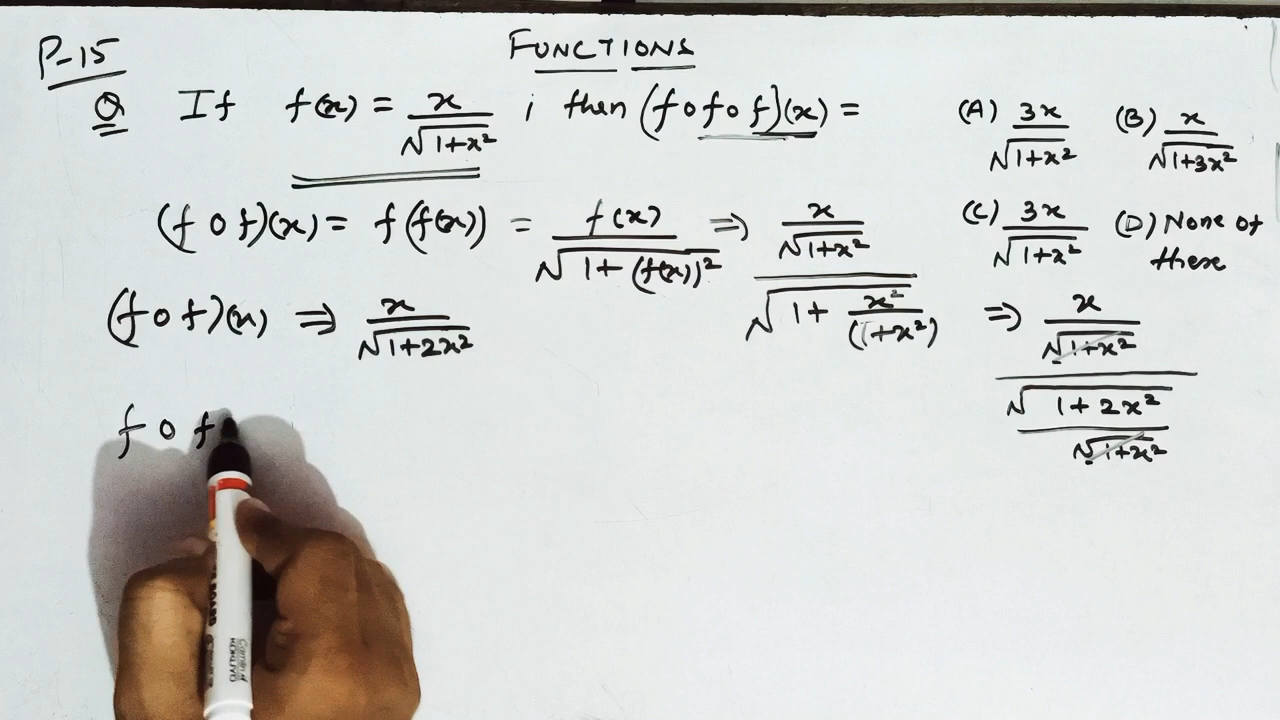 P-15
FUNCTIONS
Q If f(x) = x/√(1+x²) ; then (f o f o f)(x) =
(A) 3x/√(1+x²) (B) x/√(1+3x²)
(C) 3x/√(1+x²) (D) None of these
(f o f)(x) = f(f(x)) = f(x)/√(1+(f(x))²) ⇒ (x/√(1+x²))/√(1+x²/(1+x²))
⇒ (x/√(1+x²))/(√(1+2x²)/√(1+x²))
(f o f)(x) ⇒ x/√(1+2x²)
f o f